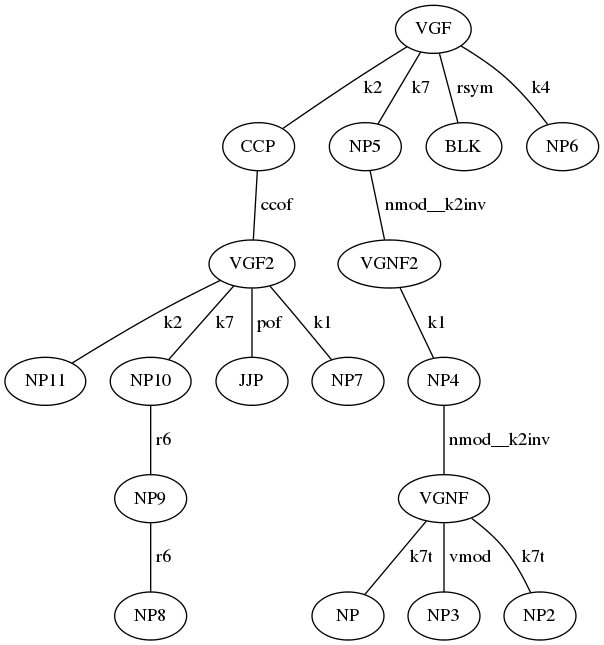 VGF
k2 k7 rsym k4
CCP NP5 BLK NP6
ccof nmod__k2inv
VGF2 VGNF2
k2 k7 pof k1 k1
NP11 NP10 JJP NP7 NP4
r6 nmod__k2inv
NP9 VGNF
r6 k7t vmod k7t
NP8 NP NP3 NP2